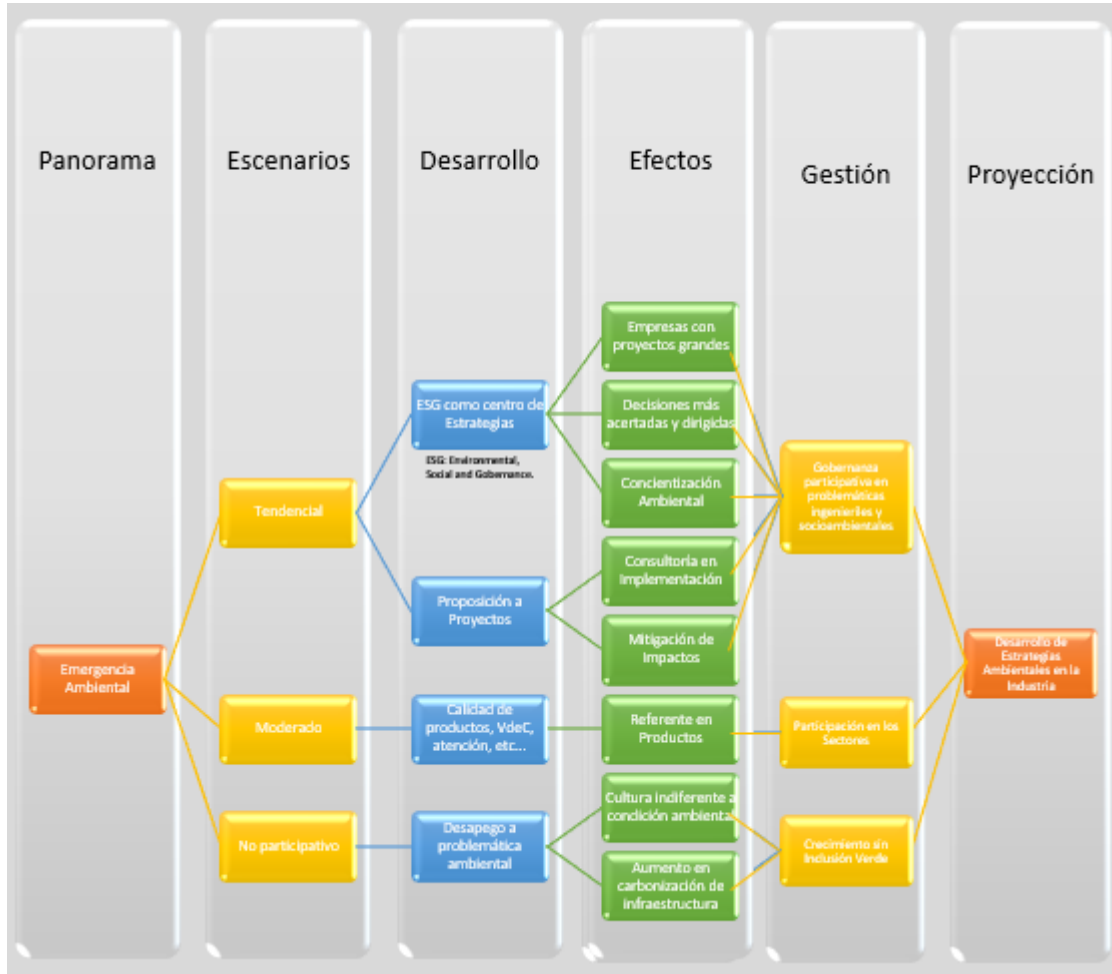 Panorama
Escenarios
Desarrollo
Efectos
Gestión
Proyección
Emergencia
Ambiental
Tendencial
Moderado
No participativo
ESG como centro de
Estrategias
ESG: Environmental,
Social and Gobernance.
Proposición a
Proyectos
Calidad de
productos, VdeC,
atención, etc...
Desapego a
problemática
ambiental
Empresas con
proyectos grandes
Decisiones más
acertadas y dirigidas
Concientización
Ambiental
Consultoría en
Implementación
Mitigación de
Impactos
Referente en
Productos
Cultura indiferente a
condición ambiental
Aumento en
carbonización de
infraestructura
Gobernanza
participativa en
problemáticas
ingenieriles y
socioambientales
Participación en los
Sectores
Crecimiento sin
Inclusión Verde
Desarrollo de
Estrategias
Ambientales en la
Industria